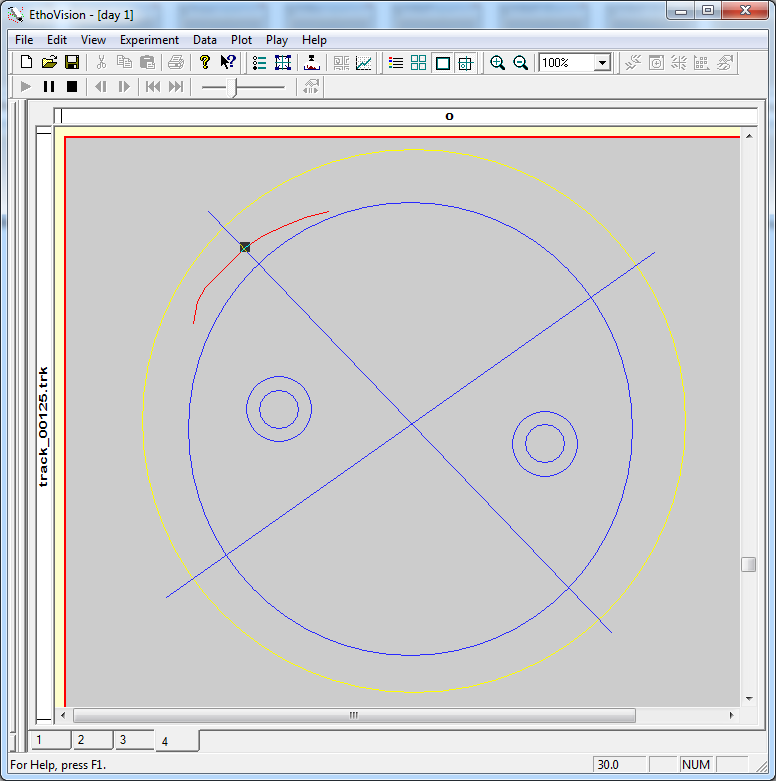 EthoVision - [day 1]
File Edit View Experiment Data Plot Play Help
100%
o
track_00125.trk
1 2 3 4
For Help, press F1.
30.0 NUM